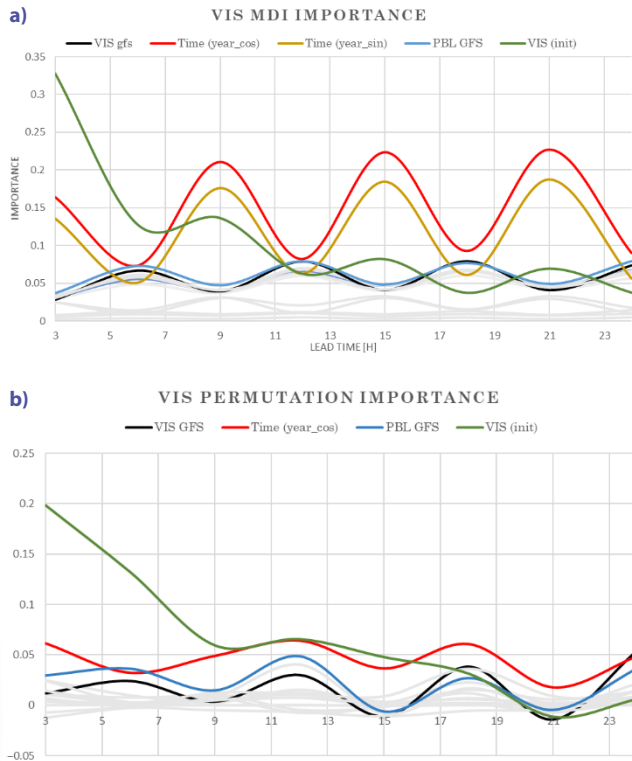 a)
VIS MDI IMPORTANCE
VIS gfs Time (year_cos) Time (year_sin) PBL GFS VIS (init)
0.35
0.3
0.25
0.2
0.15
0.1
0.05
0
IMPORTANCE
3 5 7 9 11 13 15 17 19 21 23
LEAD TIME [H]
b)
VIS PERMUTATION IMPORTANCE
VIS GFS Time (year_cos) PBL GFS VIS (init)
0.25
0.2
0.15
0.1
0.05
0
3 5 7 9 11 13 15 17 19 21 23
−0.05